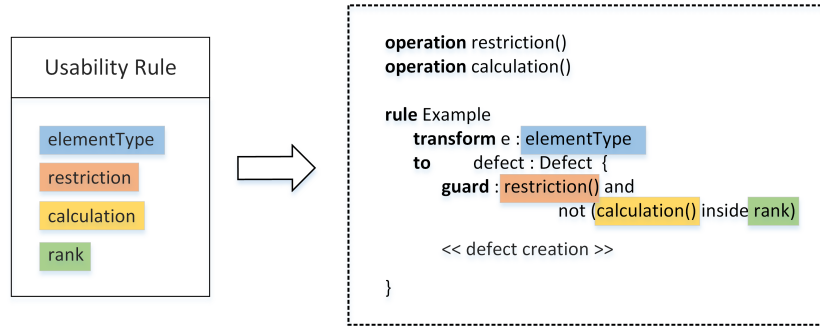 Usability Rule
elementType
restriction
calculation
rank
operation restriction()
operation calculation()
rule Example
transform e : elementType
to defect : Defect {
guard : restriction() and
not (calculation() inside rank)
<< defect creation >>
}